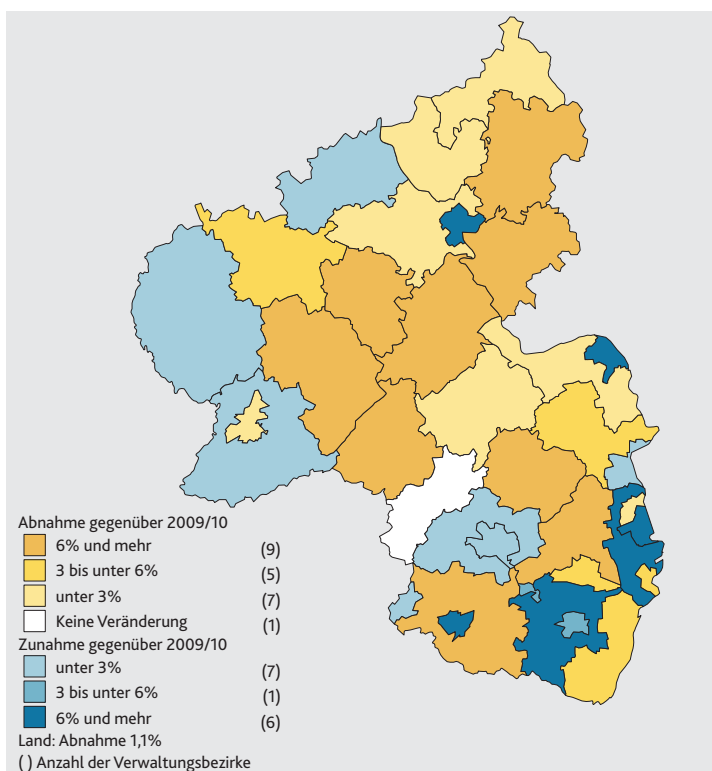 Abnahme gegenüber 2009/10
6% und mehr (9)
3 bis unter 6% (5)
unter 3% (7)
Keine Veränderung (1)
Zunahme gegenüber 2009/10
unter 3% (7)
3 bis unter 6% (1)
6% und mehr (6)
Land: Abnahme 1,1%
( ) Anzahl der Verwaltungsbezirke